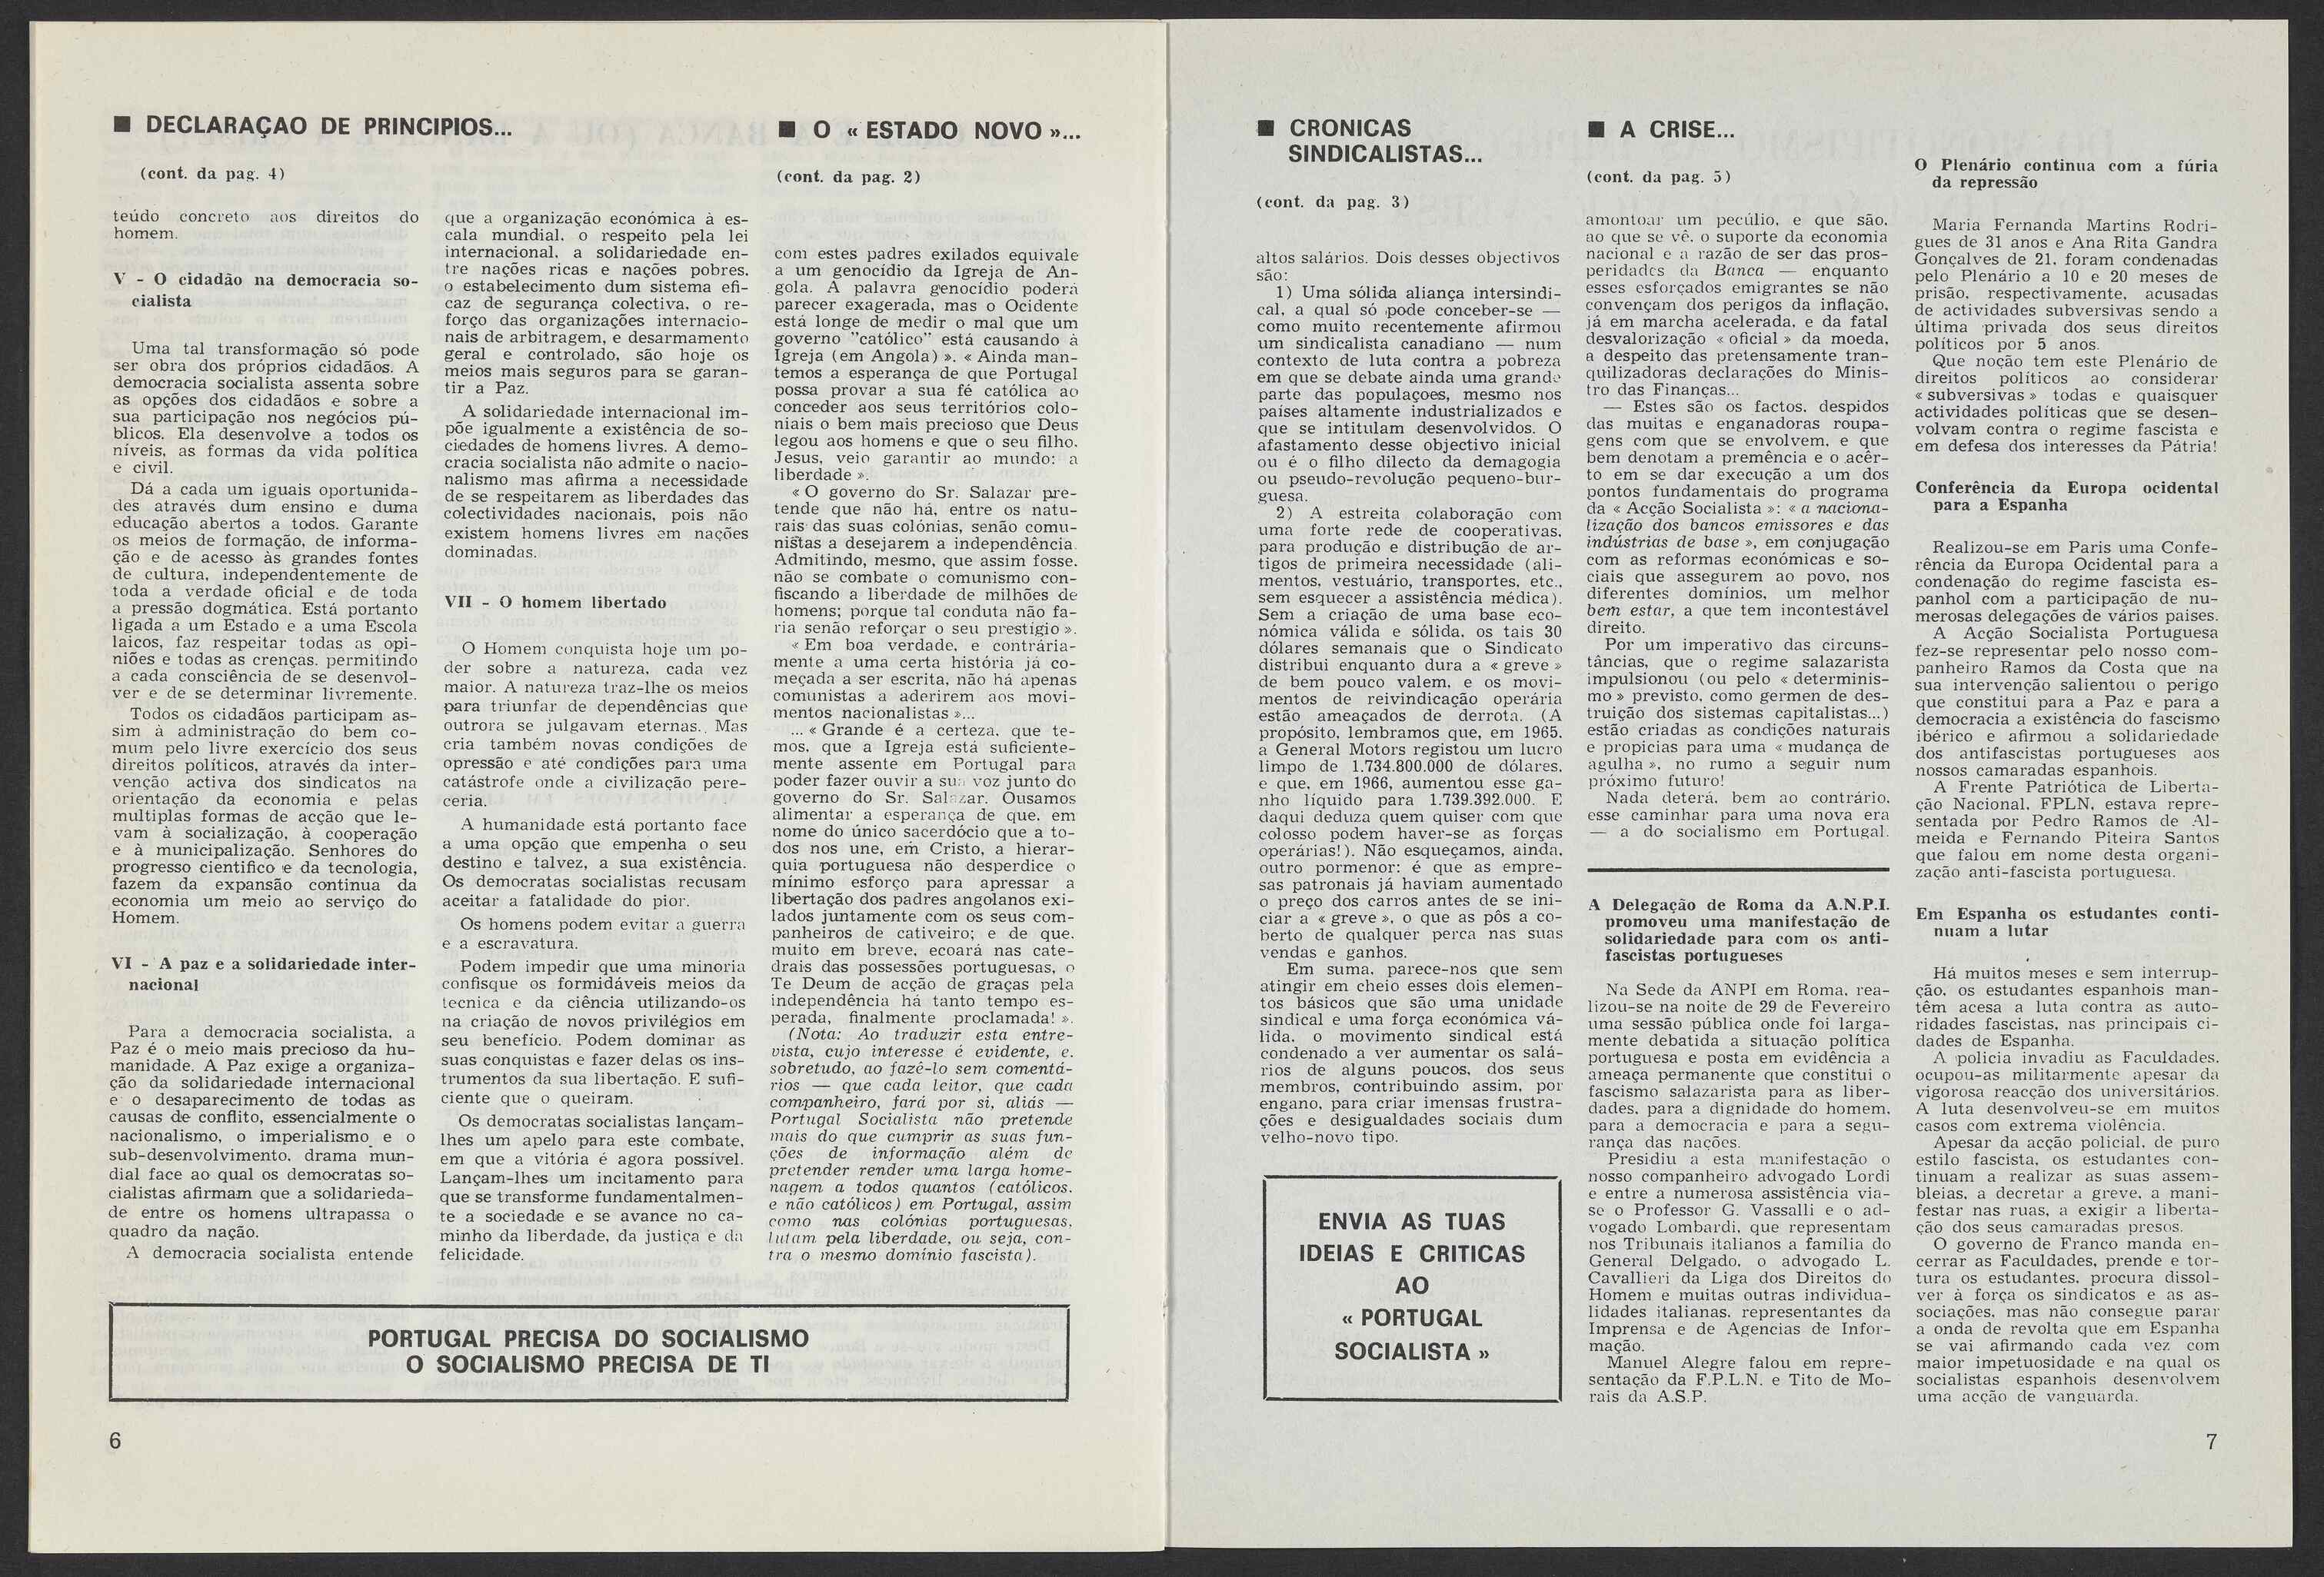 ■ DECLARAÇAO DE PRINCIPIOS...
(cont. da pag. 4)
teúdo concreto aos direitos do
homem.
V - O cidadão na democracia so-
cialista
Uma tal transformação só pode
ser obra dos próprios cidadãos. A
democracia socialista assenta sobre
as opções dos cidadãos e sobre a
sua participação nos negócios pú-
blicos. Ela desenvolve a todos os
níveis, as formas da vida política
e civil.
Dá a cada um iguais oportunida-
des através dum ensino e duma
educação abertos a todos. Garante
os meios de formação, de informa-
ção e de acesso às grandes fontes
de cultura, independentemente de
toda a verdade oficial e de toda
a pressão dogmática. Está portanto
ligada a um Estado e a uma Escola
laicos, faz respeitar todas as opi-
niões e todas as crenças. permitindo
a cada consciência de se desenvol-
ver e de se determinar livremente.
Todos os cidadãos participam as-
sim à administração do bem co-
mum pelo livre exercício dos seus
direitos políticos, através da inter-
venção activa dos sindicatos na
orientação da economia e pelas
multiplas formas de acção que le-
vam à socialização, à cooperação
e à municipalização. Senhores do
progresso cientifico e da tecnologia,
fazem da expansão continua da
economia um meio ao serviço do
Homem.
VI - A paz e a solidariedade inter-
nacional
Para a democracia socialista, a
Paz é o meio mais precioso da hu-
manidade. A Paz exige a organiza-
ção da solidariedade internacional
e o desaparecimento de todas as
causas de conflito, essencialmente o
nacionalismo, o imperialismo e o
sub-desenvolvimento, drama mun-
dial face ao qual os democratas so-
cialistas afirmam que a solidarieda-
de entre os homens ultrapassa o
quadro da nação.
A democracia socialista entende
que a organização económica à es-
cala mundial, o respeito pela lei
internacional, a solidariedade en-
tre nações ricas e nações pobres.
o estabelecimento dum sistema efi-
caz de segurança colectiva, o re-
forço das organizações internacio-
nais de arbitragem, e desarmamento
geral e controlado, são hoje os
meios mais seguros para se garan-
tir a Paz.
A solidariedade internacional im-
põe igualmente a existência de so-
ciedades de homens livres. A demo-
cracia socialista não admite o nacio-
nalismo mas afirma a necessidade
de se respeitarem as liberdades das
colectividades nacionais, pois não
existem homens livres em nações
dominadas.
VII - O homem libertado
O Homem conquista hoje um po-
der sobre a natureza, cada vez
maior. A natureza traz-lhe os meios
para triunfar de dependências que
outrora se julgavam eternas.. Mas
cria também novas condições de
opressão e até condições para uma
catástrofe onde a civilização pere-
ceria.
A humanidade está portanto face
a uma opção que empenha o seu
destino e talvez, a sua existência.
Os democratas socialistas recusam
aceitar a fatalidade do pior.
Os homens podem evitar a guerra
e a escravatura.
Podem impedir que uma minoria
confisque os formidáveis meios da
tecnica e da ciência utilizando-os
na criação de novos privilégios em
seu beneficio. Podem dominar as
suas conquistas e fazer delas os ins-
trumentos da sua libertação. E sufi-
ciente que o queiram.
Os democratas socialistas lançam-
lhes um apelo para este combate,
em que a vitória é agora possível.
Lançam-lhes um incitamento para
que se transforme fundamentalmen-
te a sociedade e se avance no ca-
minho da liberdade, da justiça e da
felicidade.
■ O « ESTADO NOVO »...
(cont. da pag. 2)
com estes padres exilados equivale
a um genocídio da Igreja de An-
gola. A palavra genocídio poderá
parecer exagerada, mas o Ocidente
está longe de medir o mal que um
governo "católico" está causando à
Igreja (em Angola) ». « Ainda man-
temos a esperança de que Portugal
possa provar a sua fé católica ao
conceder aos seus territórios colo-
niais o bem mais precioso que Deus
legou aos homens e que o seu filho,
Jesus, veio garantir ao mundo: a
liberdade ».
« O governo do Sr. Salazar pre-
tende que não há, entre os natu-
rais das suas colónias, senão comu-
nistas a desejarem a independência.
Admitindo, mesmo, que assim fosse.
não se combate o comunismo con-
fiscando a liberdade de milhões de
homens; porque tal conduta não fa-
ria senão reforçar o seu prestígio ».
« Em boa verdade, e contrária-
mente a uma certa história já co-
meçada a ser escrita, não há apenas
comunistas a aderirem aos movi-
mentos nacionalistas »...
... « Grande é a certeza, que te-
mos, que a Igreja está suficiente-
mente assente em Portugal para
poder fazer ouvir a sua voz junto do
governo do Sr. Salazar. Ousamos
alimentar a esperança de que, em
nome do único sacerdócio que a to-
dos nos une, em Cristo, a hierar-
quia portuguesa não desperdice o
mínimo esforço para apressar a
libertação dos padres angolanos exi-
lados juntamente com os seus com-
panheiros de cativeiro; e de que.
muito em breve, ecoará nas cate-
drais das possessões portuguesas, o
Te Deum de acção de graças pela
independência há tanto tempo es-
perada, finalmente proclamada! ».
(Nota: Ao traduzir esta entre-
vista, cujo interesse é evidente, e.
sobretudo, ao fazê-lo sem comentá-
rios — que cada leitor, que cada
companheiro, fará por si, aliás —
Portugal Socialista não pretende
mais do que cumprir as suas fun-
ções de informação além de
pretender render uma larga home-
nagem a todos quantos (católicos.
e não católicos) em Portugal, assim
como nas colónias portuguesas,
lutam pela liberdade, ou seja, con-
tra o mesmo domínio fascista).
PORTUGAL PRECISA DO SOCIALISMO
O SOCIALISMO PRECISA DE TI
6
■ CRONICAS
SINDICALISTAS...
(cont. da pag. 3)
altos salários. Dois desses objectivos
são:
1) Uma sólida aliança intersindi-
cal, a qual só pode conceber-se —
como muito recentemente afirmou
um sindicalista canadiano — num
contexto de luta contra a pobreza
em que se debate ainda uma grande
parte das populaçoes, mesmo nos
países altamente industrializados e
que se intitulam desenvolvidos. O
afastamento desse objectivo inicial
ou é o filho dilecto da demagogia
ou pseudo-revolução pequeno-bur-
guesa.
2) A estreita colaboração com
uma forte rede de cooperativas,
para produção e distribução de ar-
tigos de primeira necessidade (ali-
mentos, vestuário, transportes, etc.,
sem esquecer a assistência médica).
Sem a criação de uma base eco-
nómica válida e sólida, os tais 30
dólares semanais que o Sindicato
distribui enquanto dura a « greve »
de bem pouco valem, e os movi-
mentos de reivindicação operária
estão ameaçados de derrota. (A
propósito, lembramos que, em 1965.
a General Motors registou um lucro
limpo de 1.734.800.000 de dólares.
e que, em 1966, aumentou esse ga-
nho líquido para 1.739.392.000. E
daqui deduza quem quiser com que
colosso podem haver-se as forças
operárias!). Não esqueçamos, ainda,
outro pormenor: é que as empre-
sas patronais já haviam aumentado
o preço dos carros antes de se ini-
ciar a « greve », o que as pôs a co-
berto de qualquer perca nas suas
vendas e ganhos.
Em suma, parece-nos que sem
atingir em cheio esses dois elemen-
tos básicos que são uma unidade
sindical e uma força económica vá-
lida, o movimento sindical está
condenado a ver aumentar os salá-
rios de alguns poucos, dos seus
membros, contribuindo assim, por
engano, para criar imensas frustra-
ções e desigualdades sociais dum
velho-novo tipo.
ENVIA AS TUAS
IDEIAS E CRITICAS
AO
« PORTUGAL
SOCIALISTA »
■ A CRISE...
(cont. da pag. 5)
amontoar um pecúlio, e que são,
ao que se vê. o suporte da economia
nacional e a razão de ser das pros-
peridades da Banca — enquanto
esses esforçados emigrantes se não
convençam dos perigos da inflação,
já em marcha acelerada, e da fatal
desvalorização « oficial » da moeda,
a despeito das pretensamente tran-
quilizadoras declarações do Minis-
tro das Finanças...
— Estes são os factos. despidos
das muitas e enganadoras roupa-
gens com que se envolvem, e que
bem denotam a premência e o acêr-
to em se dar execução a um dos
pontos fundamentais do programa
da « Acção Socialista »: « a naciona-
lização dos bancos emissores e das
indústrias de base », em conjugação
com as reformas económicas e so-
ciais que assegurem ao povo, nos
diferentes domínios, um melhor
bem estar, a que tem incontestável
direito.
Por um imperativo das circuns-
tâncias, que o regime salazarista
impulsionou (ou pelo « determinis-
mo » previsto, como germen de des-
truição dos sistemas capitalistas...)
estão criadas as condições naturais
e propicias para uma « mudança de
agulha », no rumo a seguir num
próximo futuro!
Nada deterá, bem ao contrário,
esse caminhar para uma nova era
— a do socialismo em Portugal.
A Delegação de Roma da A.N.P.I.
promoveu uma manifestação de
solidariedade para com os anti-
fascistas portugueses
Na Sede da ANPI em Roma, rea-
lizou-se na noite de 29 de Fevereiro
uma sessão pública onde foi larga-
mente debatida a situação política
portuguesa e posta em evidência a
ameaça permanente que constitui o
fascismo salazarista para as liber-
dades, para a dignidade do homem,
para a democracia e para a segu-
rança das nações.
Presidiu a esta manifestação o
nosso companheiro advogado Lordi
e entre a numerosa assistência via-
se o Professor G. Vassalli e o ad-
vogado Lombardi, que representam
nos Tribunais italianos a família do
General Delgado, o advogado L.
Cavallieri da Liga dos Direitos do
Homem e muitas outras individua-
lidades italianas. representantes da
Imprensa e de Agencias de Infor-
mação.
Manuel Alegre falou em repre-
sentação da F.P.L.N. e Tito de Mo-
rais da A.S.P.
O Plenário continua com a fúria
da repressão
Maria Fernanda Martins Rodri-
gues de 31 anos e Ana Rita Gandra
Gonçalves de 21, foram condenadas
pelo Plenário a 10 e 20 meses de
prisão, respectivamente, acusadas
de actividades subversivas sendo a
última privada dos seus direitos
políticos por 5 anos.
Que noção tem este Plenário de
direitos políticos ao considerar
« subversivas » todas e quaisquer
actividades políticas que se desen-
volvam contra o regime fascista e
em defesa dos interesses da Pátria!
Conferência da Europa ocidental
para a Espanha
Realizou-se em Paris uma Confe-
rência da Europa Ocidental para a
condenação do regime fascista es-
panhol com a participação de nu-
merosas delegações de vários paises.
A Acção Socialista Portuguesa
fez-se representar pelo nosso com-
panheiro Ramos da Costa que na
sua intervenção salientou o perigo
que constitui para a Paz e para a
democracia a existência do fascismo
ibérico e afirmou a solidariedade
dos antifascistas portugueses aos
nossos camaradas espanhois.
A Frente Patriótica de Liberta-
ção Nacional, FPLN, estava repre-
sentada por Pedro Ramos de Al-
meida e Fernando Piteira Santos
que falou em nome desta organi-
zação anti-fascista portuguesa.
Em Espanha os estudantes conti-
nuam a lutar
Há muitos meses e sem interrup-
ção, os estudantes espanhois man-
têm acesa a luta contra as auto-
ridades fascistas, nas principais ci-
dades de Espanha.
A policia invadiu as Faculdades.
ocupou-as militarmente apesar da
vigorosa reacção dos universitários.
A luta desenvolveu-se em muitos
casos com extrema violência.
Apesar da acção policial, de puro
estilo fascista, os estudantes con-
tinuam a realizar as suas assem-
bleias, a decretar a greve, a mani-
festar nas ruas, a exigir a liberta-
ção dos seus camaradas presos.
O governo de Franco manda en-
cerrar as Faculdades, prende e tor-
tura os estudantes, procura dissol-
ver à força os sindicatos e as as-
sociações, mas não consegue parar
a onda de revolta que em Espanha
se vai afirmando cada vez com
maior impetuosidade e na qual os
socialistas espanhois desenvolvem
uma acção de vanguarda.
7